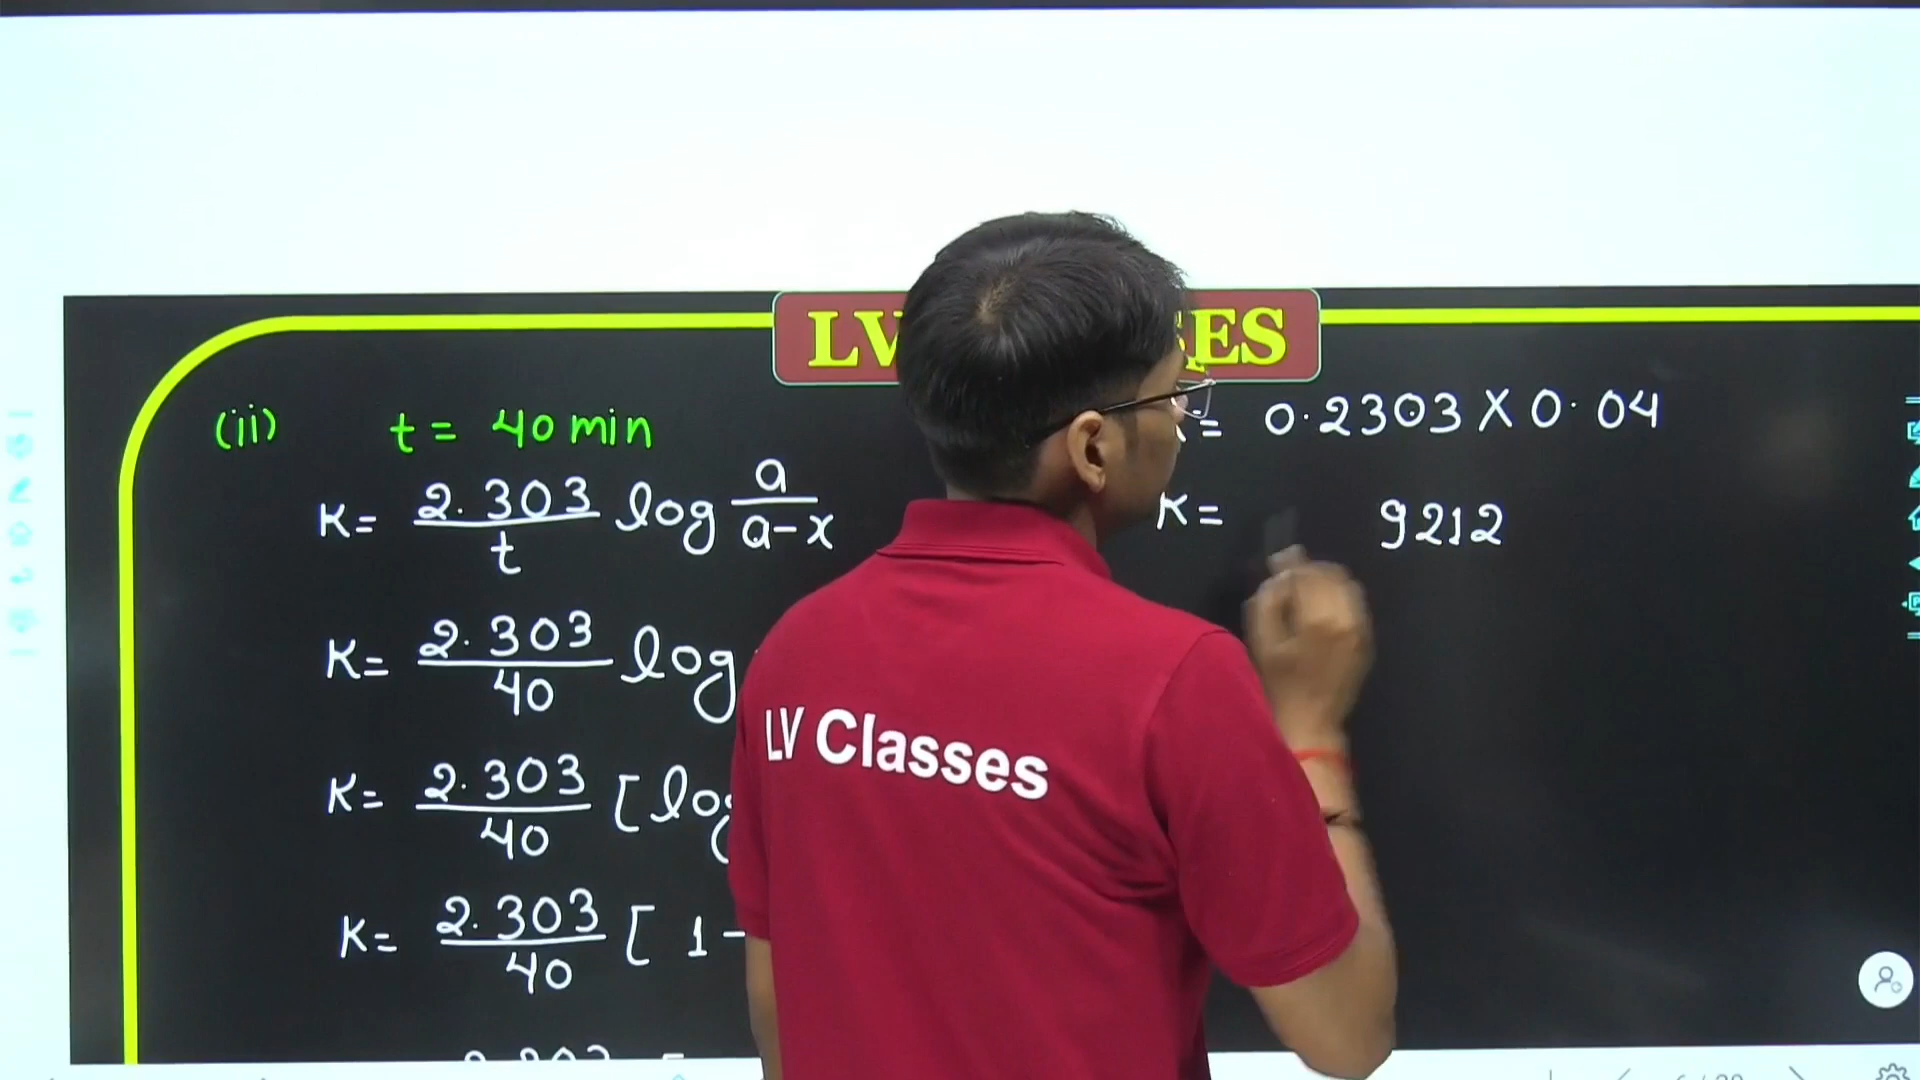 LV ES
(ii) t = 40 min
K= 2.303/t log a/a-x
K= 2.303/40 log
K= 2.303/40 [log
K= 2.303/40 [ 1-
= 0.2303 X 0.04
K= 9212
LV Classes